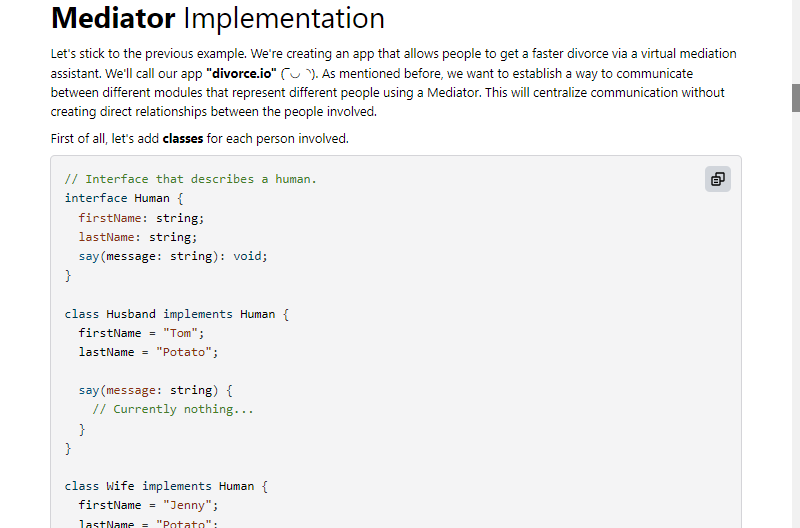 Mediator Implementation
Let's stick to the previous example. We're creating an app that allows people to get a faster divorce via a virtual mediation
assistant. We'll call our app "divorce.io" (‾◡◝). As mentioned before, we want to establish a way to communicate
between different modules that represent different people using a Mediator. This will centralize communication without
creating direct relationships between the people involved.
First of all, let's add classes for each person involved.
// Interface that describes a human.
interface Human {
  firstName: string;
  lastName: string;
  say(message: string): void;
}
class Husband implements Human {
  firstName = "Tom";
  lastName = "Potato";
  say(message: string) {
    // Currently nothing...
  }
}
class Wife implements Human {
  firstName = "Jenny";
  lastName = "Potato";